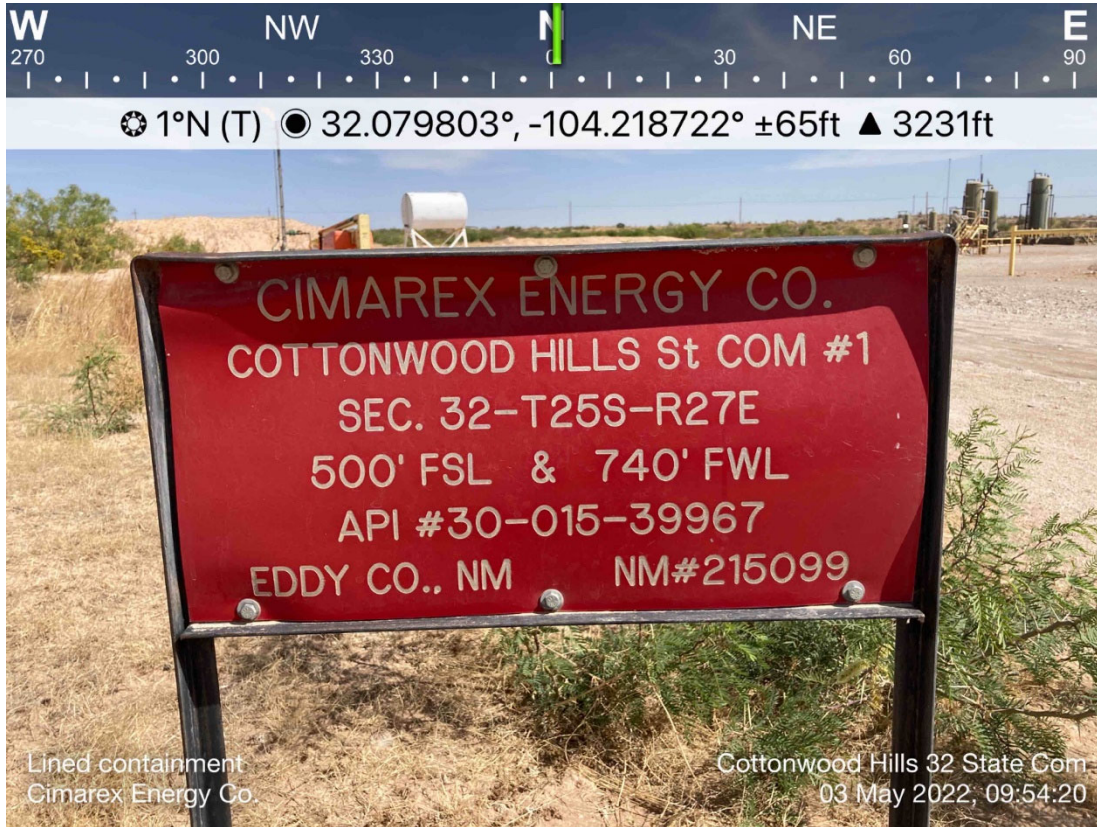 W NW N NE E
270 300 330 0 30 60 90
1°N (T) 32.079803°, -104.218722° ±65ft ▲ 3231ft
CIMAREX ENERGY CO.
COTTONWOOD HILLS St COM #1
SEC. 32-T25S-R27E
500' FSL & 740' FWL
API #30-015-39967
EDDY CO., NM NM#215099
Lined containment
Cimarex Energy Co.
Cottonwood Hills 32 State Com
03 May 2022, 09:54:20